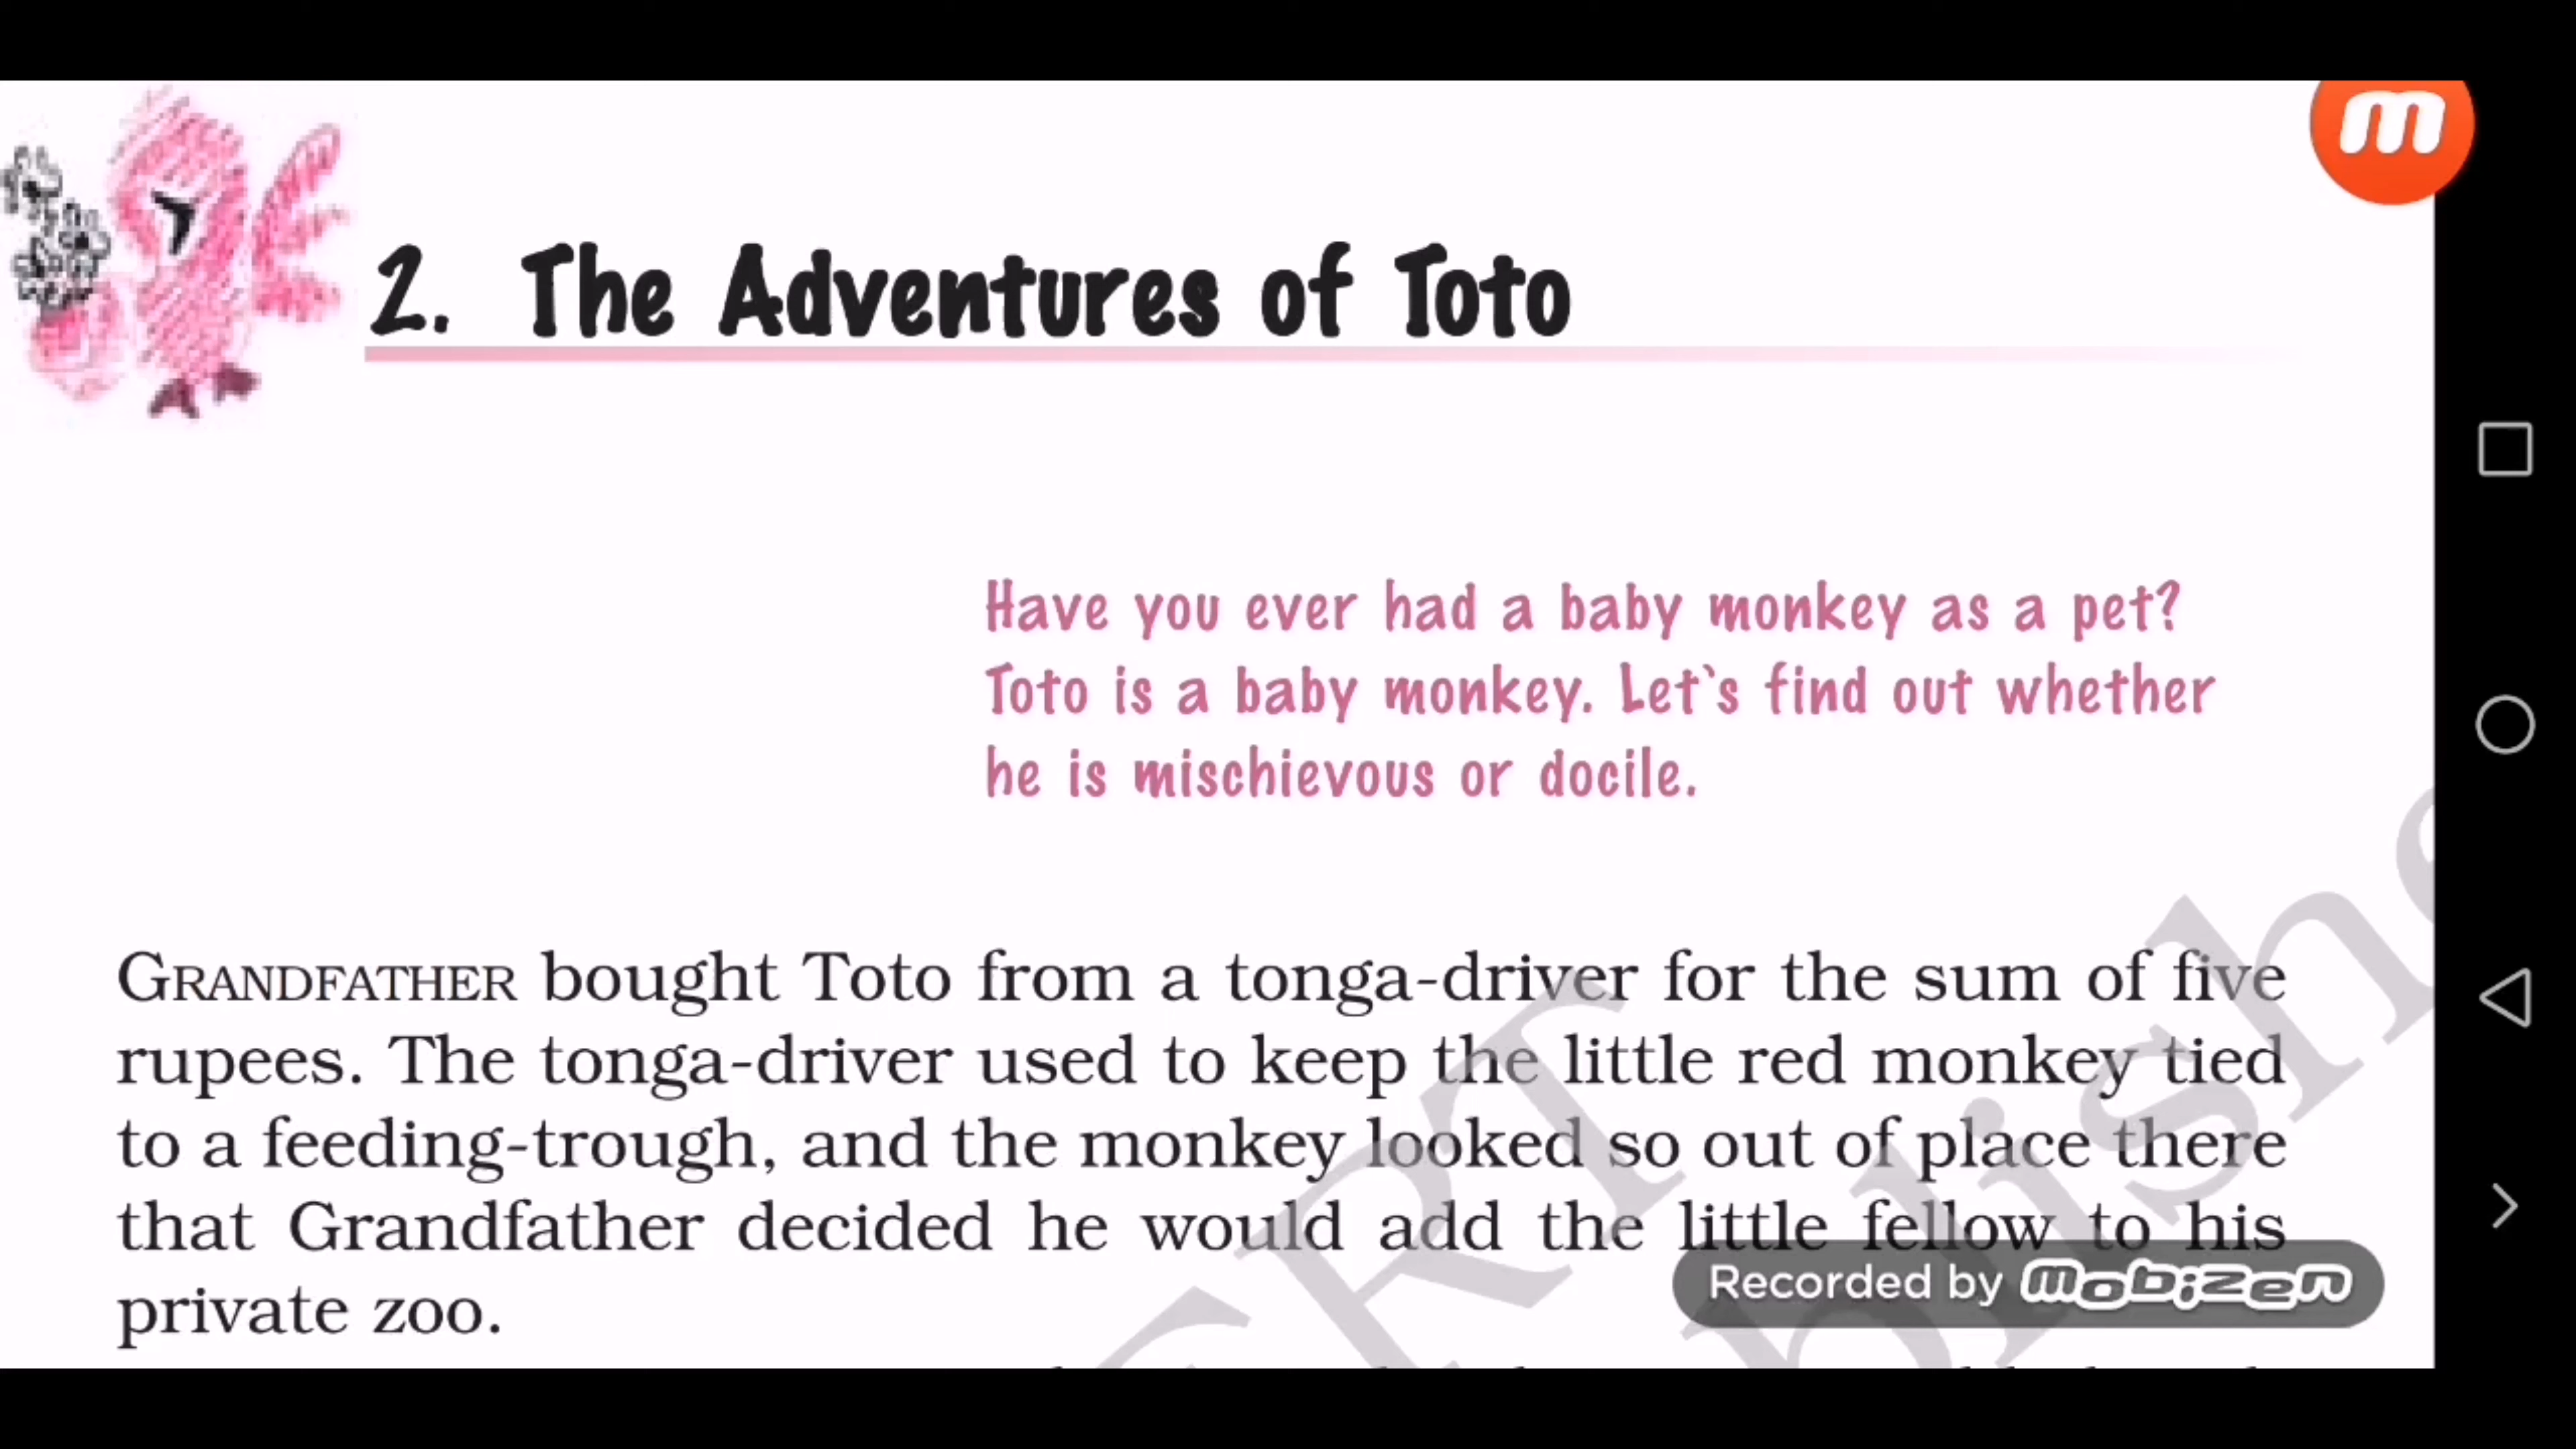 2. The Adventures of Toto
Have you ever had a baby monkey as a pet?
Toto is a baby monkey. Let's find out whether
he is mischievous or docile.
GRANDFATHER bought Toto from a tonga-driver for the sum of five
rupees. The tonga-driver used to keep the little red monkey tied
to a feeding-trough, and the monkey looked so out of place there
that Grandfather decided he would add the little fellow to his
private zoo.
Recorded by mobizen